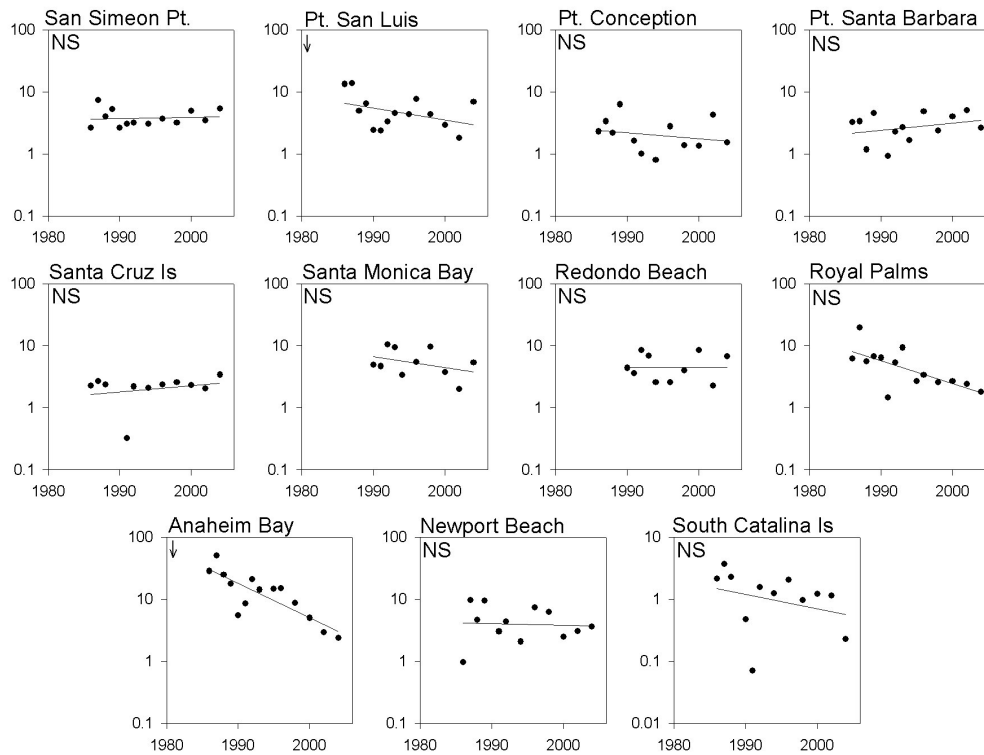 San Simeon Pt.
NS
100
10
1
0.1
1980 1990 2000
Pt. San Luis
100
10
1
0.1
1980 1990 2000
Pt. Conception
NS
100
10
1
0.1
1980 1990 2000
Pt. Santa Barbara
NS
100
10
1
0.1
1980 1990 2000
Santa Cruz Is
NS
100
10
1
0.1
1980 1990 2000
Santa Monica Bay
NS
100
10
1
0.1
1980 1990 2000
Redondo Beach
NS
100
10
1
0.1
1980 1990 2000
Royal Palms
NS
100
10
1
0.1
1980 1990 2000
Anaheim Bay
100
10
1
0.1
1980 1990 2000
Newport Beach
NS
100
10
1
0.1
1980 1990 2000
South Catalina Is
NS
10
1
0.1
0.01
1980 1990 2000